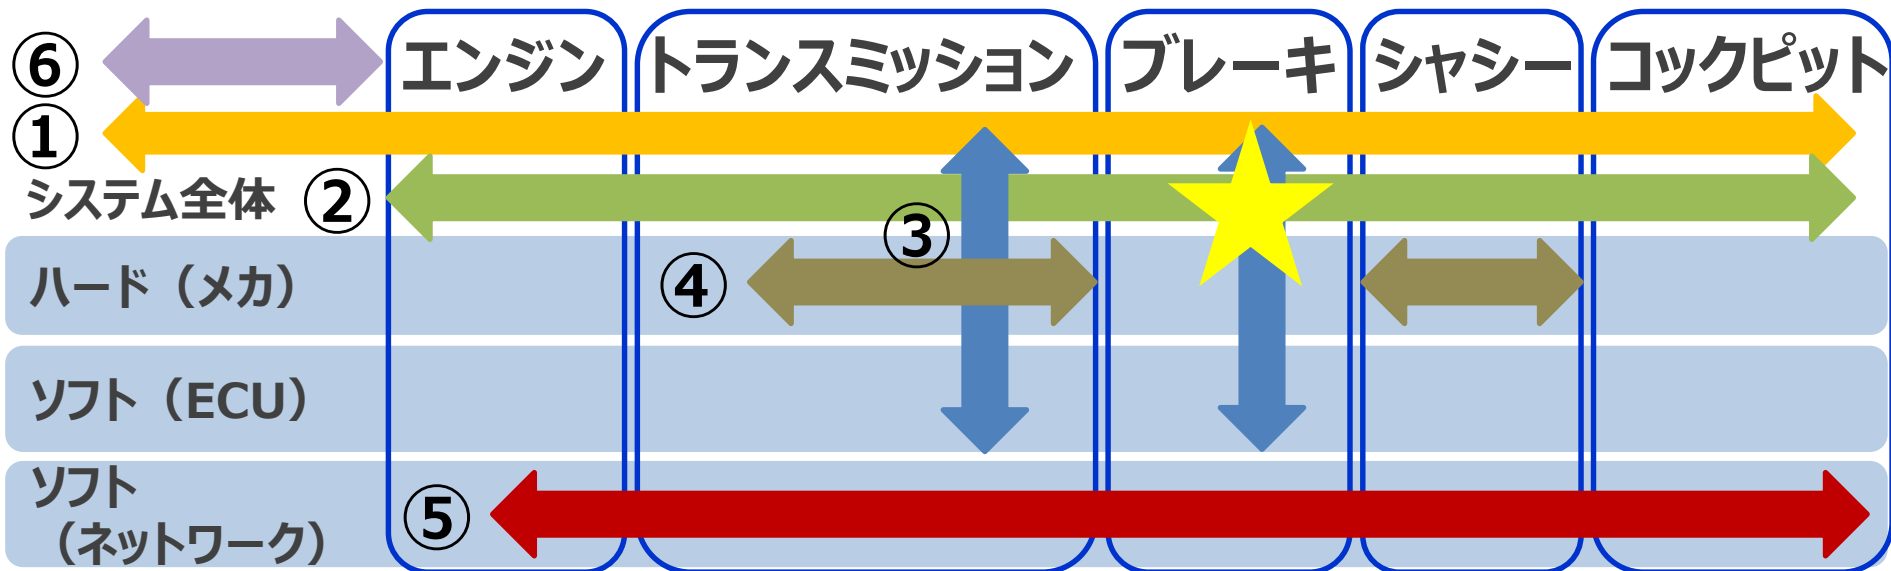 ⑥ エンジン トランスミッション ブレーキ シャシー コックピット
①
システム全体 ②
③
ハード（メカ） ④
ソフト（ECU）
ソフト
（ネットワーク） ⑤